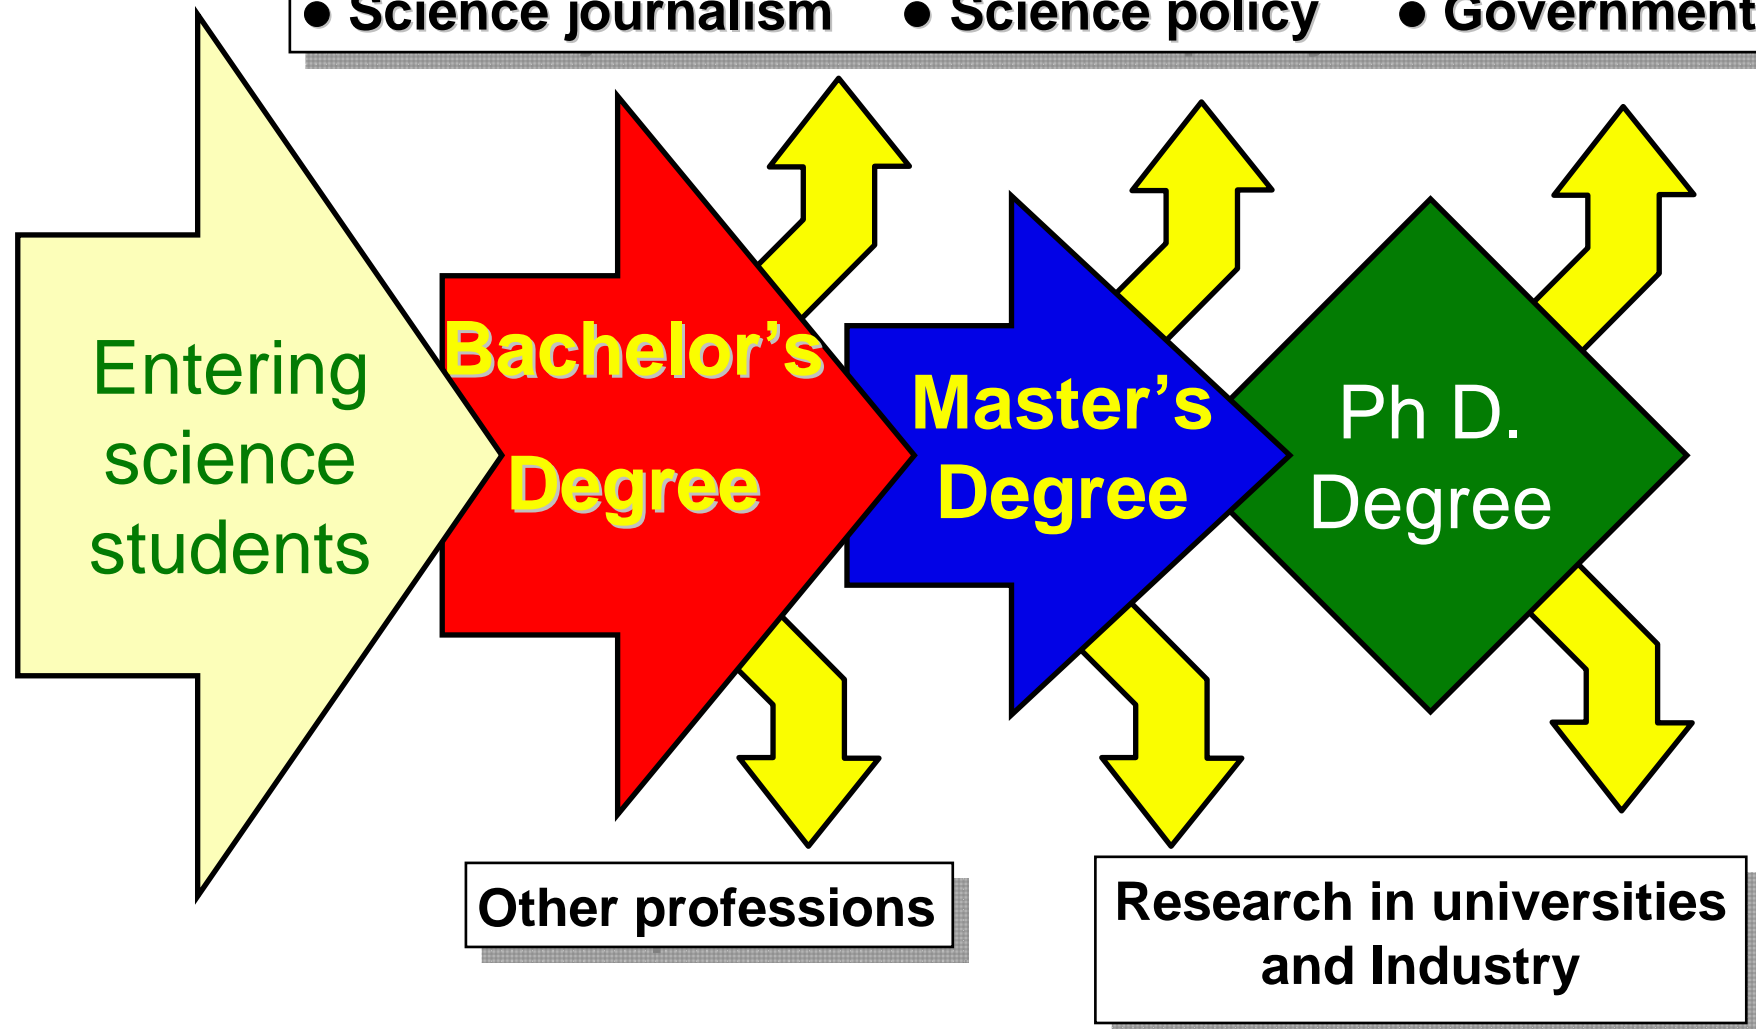 ● Science journalism ● Science policy ● Government
Entering
science
students
Bachelor’s
Degree
Master’s
Degree
Ph D.
Degree
Other professions
Research in universities
and Industry